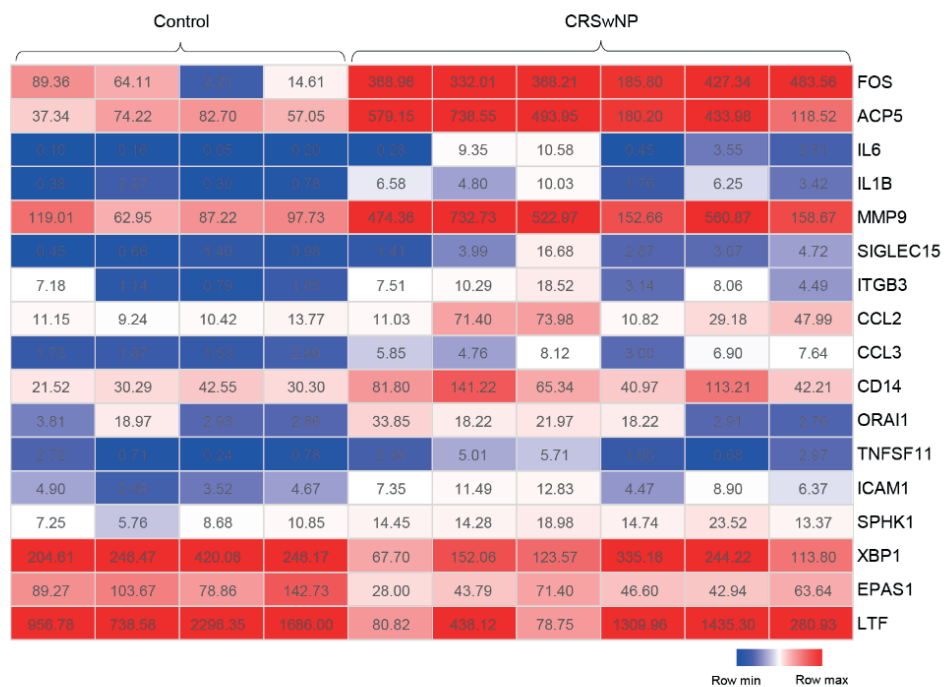 Control CRSwNP
89.36 64.11 14.61 388.96 332.01 388.21 185.80 427.34 483.56 FOS
37.34 74.22 82.70 57.05 579.15 738.55 493.95 180.20 433.98 118.52 ACP5
0.28 9.35 10.58 3.55 IL6
6.58 4.80 10.03 6.25 3.42 IL1B
119.01 62.95 87.22 97.73 474.36 732.73 522.97 152.66 560.87 158.67 MMP9
3.99 16.68 3.07 4.72 SIGLEC15
7.18 7.51 10.29 18.52 3.14 8.06 4.49 ITGB3
11.15 9.24 10.42 13.77 11.03 71.40 73.98 10.82 29.18 47.99 CCL2
5.85 4.76 8.12 6.90 7.64 CCL3
21.52 30.29 42.55 30.30 81.80 141.22 65.34 40.97 113.21 42.21 CD14
3.81 18.97 33.85 18.22 21.97 18.22 2.91 ORAI1
0.71 0.24 0.78 5.01 5.71 2.97 TNFSF11
4.90 3.52 4.67 7.35 11.49 12.83 4.47 8.90 6.37 ICAM1
7.25 5.76 8.68 10.85 14.45 14.28 18.98 14.74 23.52 13.37 SPHK1
204.61 246.47 420.08 246.17 67.70 152.06 123.57 335.16 244.22 113.80 XBP1
89.27 103.67 78.86 142.73 28.00 43.79 71.40 46.60 42.94 63.64 EPAS1
956.78 738.58 2296.35 1686.00 80.82 438.12 78.75 1309.96 1435.30 280.93 LTF
Row min Row max